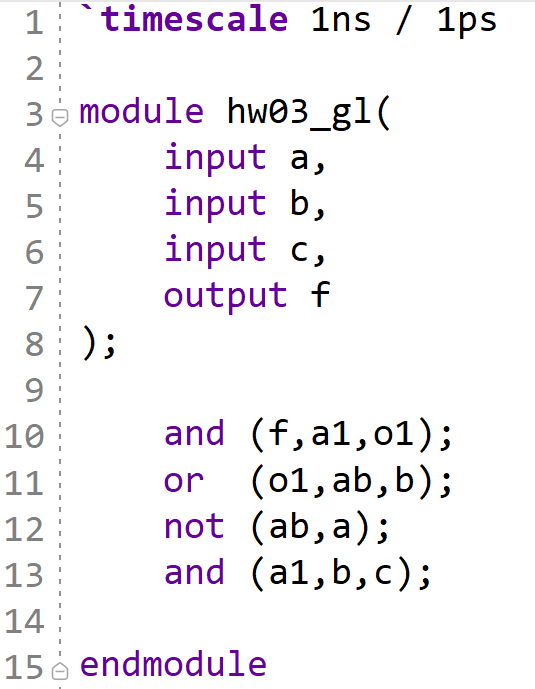 1 `timescale 1ns / 1ps
2
3 module hw03_gl(
4     input a,
5     input b,
6     input c,
7     output f
8 );
9
10     and (f,a1,o1);
11     or  (o1,ab,b);
12     not (ab,a);
13     and (a1,b,c);
14
15 endmodule